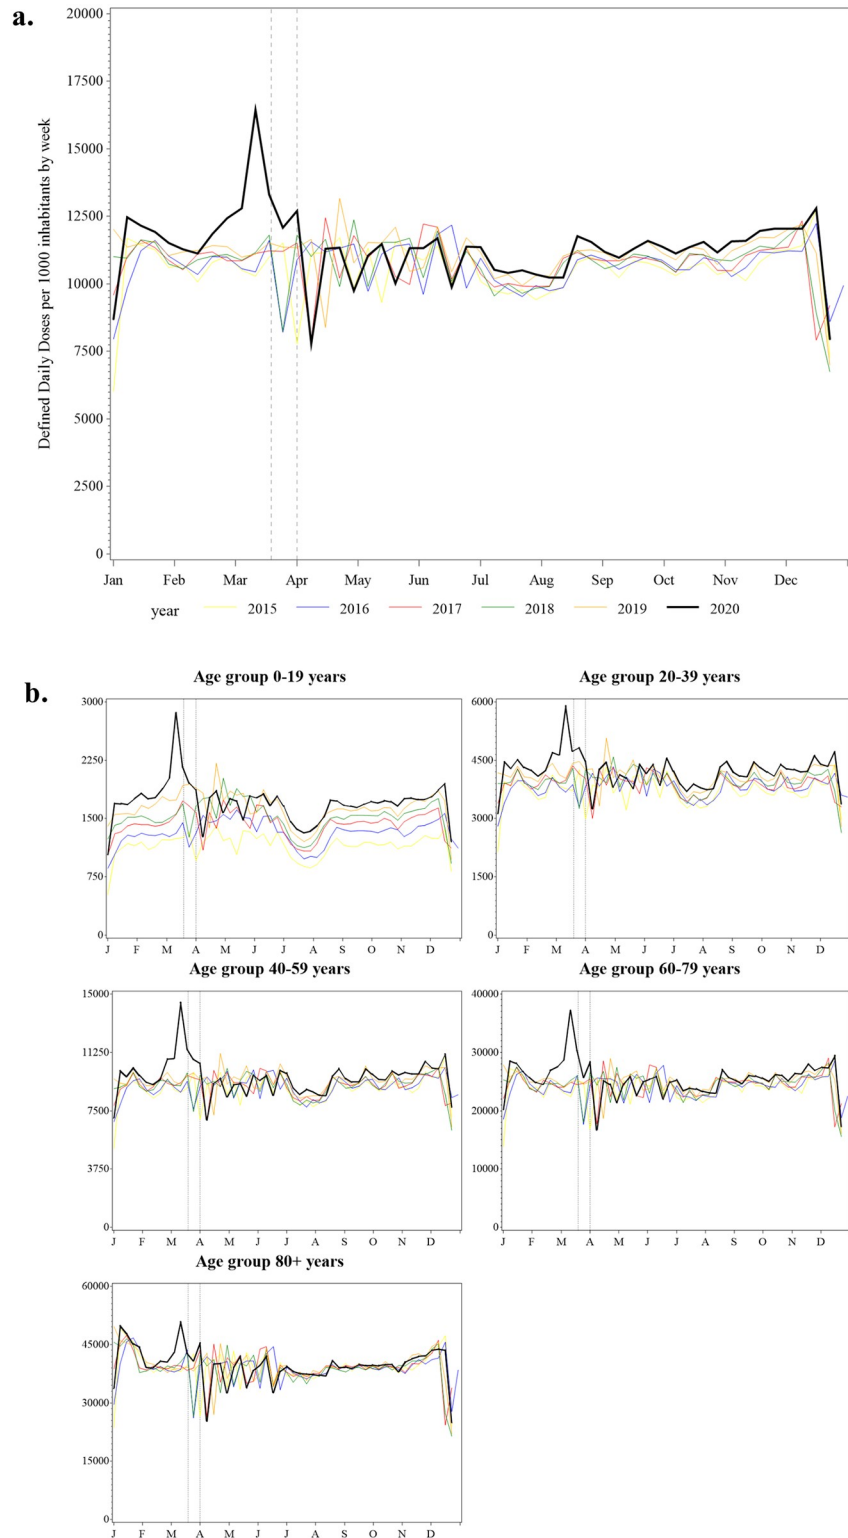 a.
20000
17500
15000
12500
10000
7500
5000
2500
0
Defined Daily Doses per 1000 inhabitants by week
Jan Feb Mar Apr May Jun Jul Aug Sep Oct Nov Dec
year 2015 2016 2017 2018 2019 2020
b.
Age group 0-19 years
3000
2250
1500
750
0
J F M A M J J A S O N D
Age group 20-39 years
6000
4500
3000
1500
0
J F M A M J J A S O N D
Age group 40-59 years
15000
11250
7500
3750
0
J F M A M J J A S O N D
Age group 60-79 years
40000
30000
20000
10000
0
J F M A M J J A S O N D
Age group 80+ years
60000
45000
30000
15000
0
J F M A M J J A S O N D